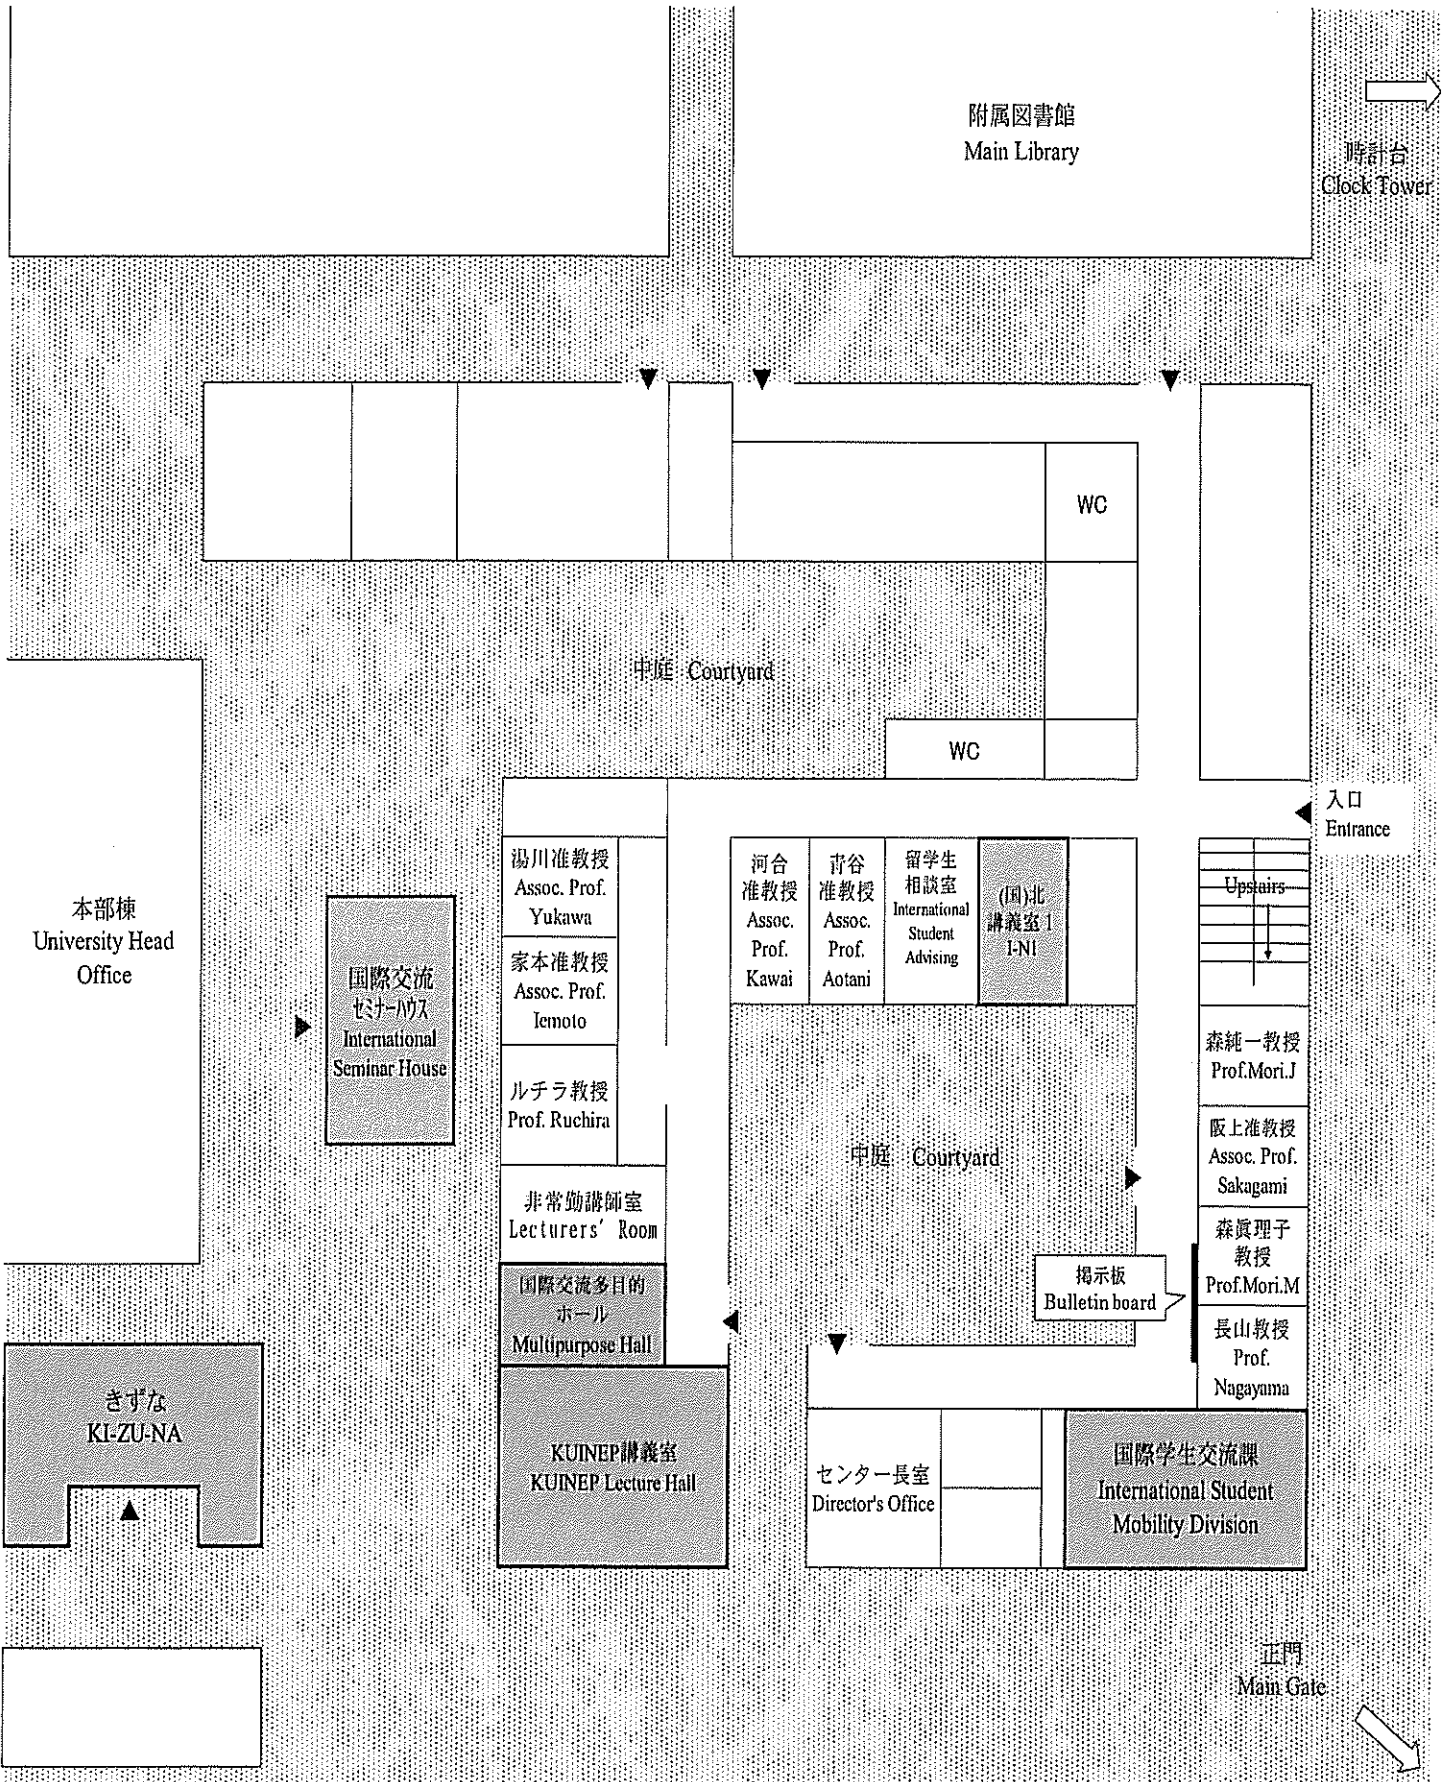 附属図書館
Main Library
時計台
Clock Tower
WC
中庭 Courtyard
WC
入口
Entrance
本部棟
University Head
Office
国際交流
セミナーハウス
International
Seminar House
湯川准教授
Assoc. Prof.
Yukawa
家本准教授
Assoc. Prof.
Iemoto
ルチラ教授
Prof. Ruchira
非常勤講師室
Lecturers' Room
国際交流多目的
ホール
Multipurpose Hall
KUINEP講義室
KUINEP Lecture Hall
河合
准教授
Assoc.
Prof.
Kawai
青谷
准教授
Assoc.
Prof.
Aotani
留学生
相談室
International
Student
Advising
(国)北
講義室1
I-N1
Upstairs
森純一教授
Prof.Mori.J
阪上准教授
Assoc. Prof.
Sakagami
森眞理子
教授
Prof.Mori.M
長山教授
Prof.
Nagayama
中庭 Courtyard
掲示板
Bulletin board
きずな
KI-ZU-NA
センター長室
Director's Office
国際学生交流課
International Student
Mobility Division
正門
Main Gate